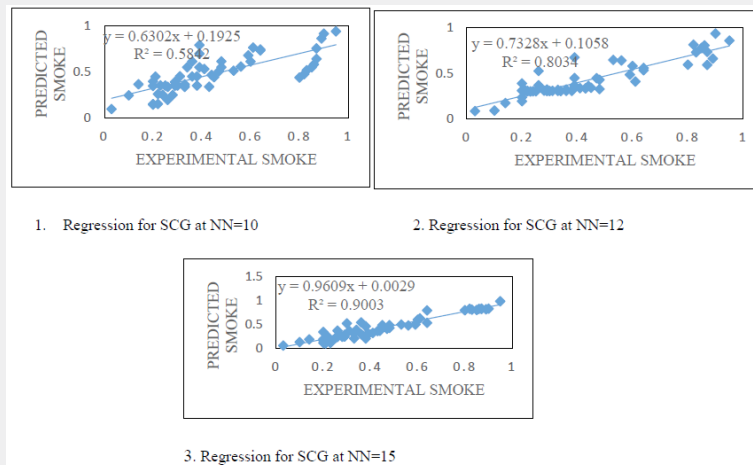 PREDICTED
SMOKE
1
0.5
0
y = 0.6302x + 0.1925
R² = 0.5842
0 0.2 0.4 0.6 0.8 1
EXPERIMENTAL SMOKE
PREDICTED
SMOKE
1
0.5
0
y = 0.7328x + 0.1058
R² = 0.8034
0 0.2 0.4 0.6 0.8 1
EXPERIMENTAL SMOKE
1. Regression for SCG at NN=10
2. Regression for SCG at NN=12
PREDICTED
SMOKE
1.5
1
0.5
0
y = 0.9609x + 0.0029
R² = 0.9003
0 0.2 0.4 0.6 0.8 1
EXPERIMENTAL SMOKE
3. Regression for SCG at NN=15